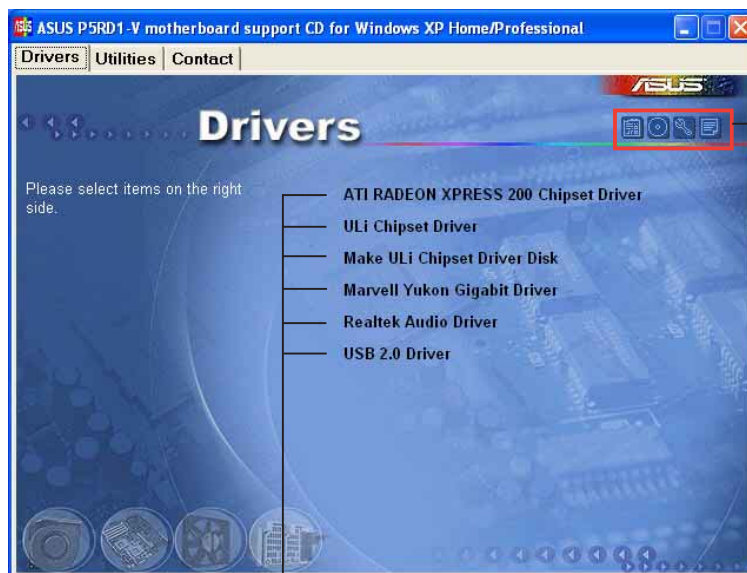 ASUS P5RD1-V motherboard support CD for Windows XP Home/Professional
Drivers Utilities Contact
ASUS
Drivers
Please select items on the right
side.
ATI RADEON XPRESS 200 Chipset Driver
ULi Chipset Driver
Make ULi Chipset Driver Disk
Marvell Yukon Gigabit Driver
Realtek Audio Driver
USB 2.0 Driver